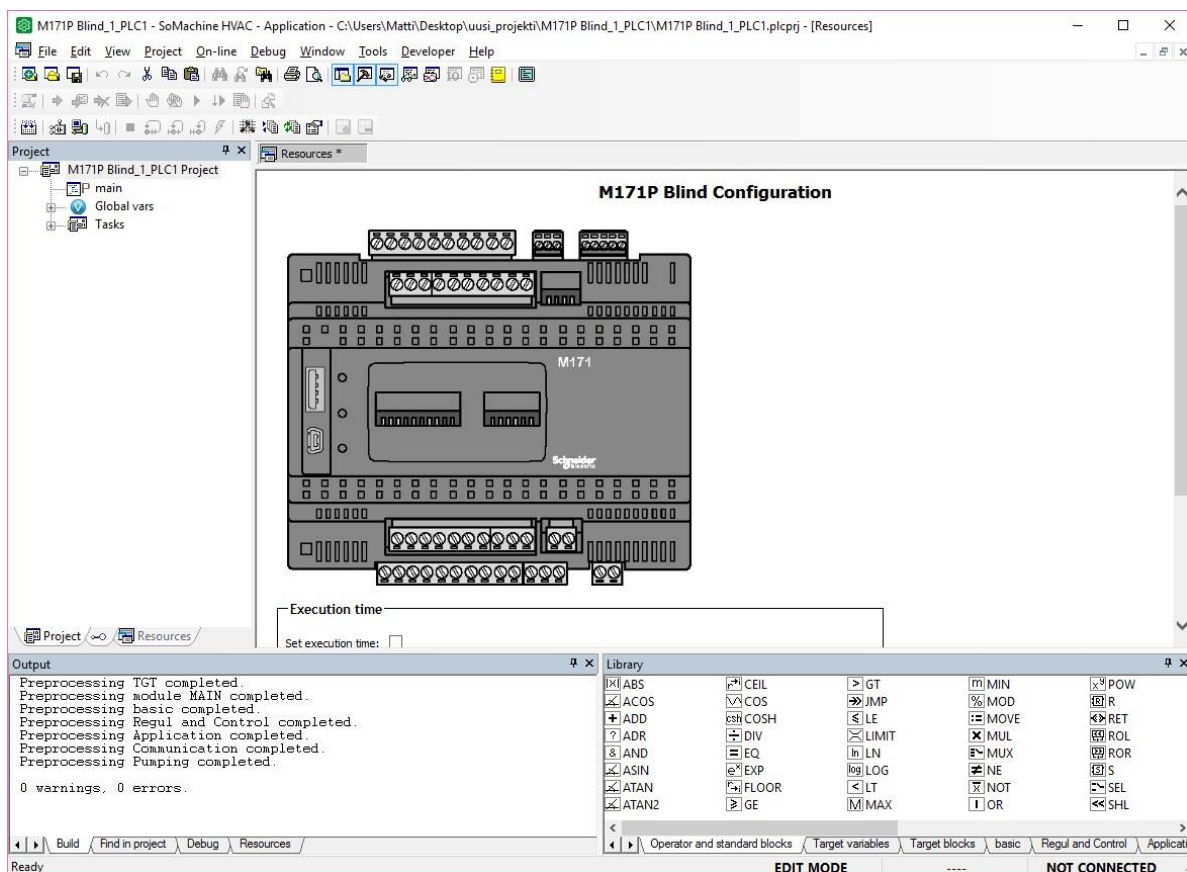 M171P Blind_1_PLC1 - SoMachine HVAC - Application - C:\Users\Matti\Desktop\uusi_projekti\M171P Blind_1_PLC1\M171P Blind_1_PLC1.plcprj - [Resources]
File Edit View Project On-line Debug Window Tools Developer Help
Project
Resources *
M171P Blind_1_PLC1 Project
main
Global vars
Tasks
M171P Blind Configuration
M171
Schneider
Electric
Execution time
Set execution time:
Project Resources
Output
Preprocessing TGT completed.
Preprocessing module MAIN completed.
Preprocessing basic completed.
Preprocessing Regul and Control completed.
Preprocessing Application completed.
Preprocessing Communication completed.
Preprocessing Pumping completed.
0 warnings, 0 errors.
Build Find in project Debug Resources
Library
ABS CEIL GT MIN POW
ACOS COS JMP MOD R
ADD COSH LE MOVE RET
ADR DIV LIMIT MUL ROL
AND EQ LN MUX ROR
ASIN EXP LOG NE S
ATAN FLOOR LT NOT SEL
ATAN2 GE MAX OR SHL
Operator and standard blocks Target variables Target blocks basic Regul and Control Applicati
Ready EDIT MODE ---- NOT CONNECTED